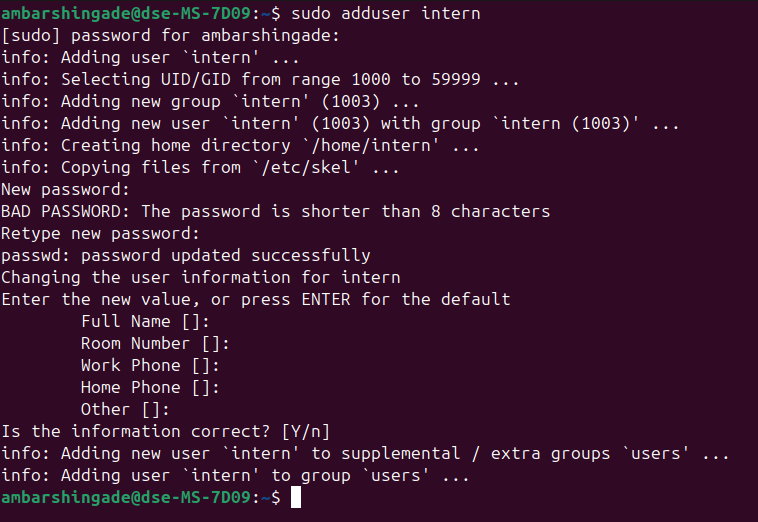 ambarshingade@dse-MS-7D09:~$ sudo adduser intern
[sudo] password for ambarshingade:
info: Adding user `intern' ...
info: Selecting UID/GID from range 1000 to 59999 ...
info: Adding new group `intern' (1003) ...
info: Adding new user `intern' (1003) with group `intern (1003)' ...
info: Creating home directory `/home/intern' ...
info: Copying files from `/etc/skel' ...
New password:
BAD PASSWORD: The password is shorter than 8 characters
Retype new password:
passwd: password updated successfully
Changing the user information for intern
Enter the new value, or press ENTER for the default
        Full Name []:
        Room Number []:
        Work Phone []:
        Home Phone []:
        Other []:
Is the information correct? [Y/n]
info: Adding new user `intern' to supplemental / extra groups `users' ...
info: Adding user `intern' to group `users' ...
ambarshingade@dse-MS-7D09:~$